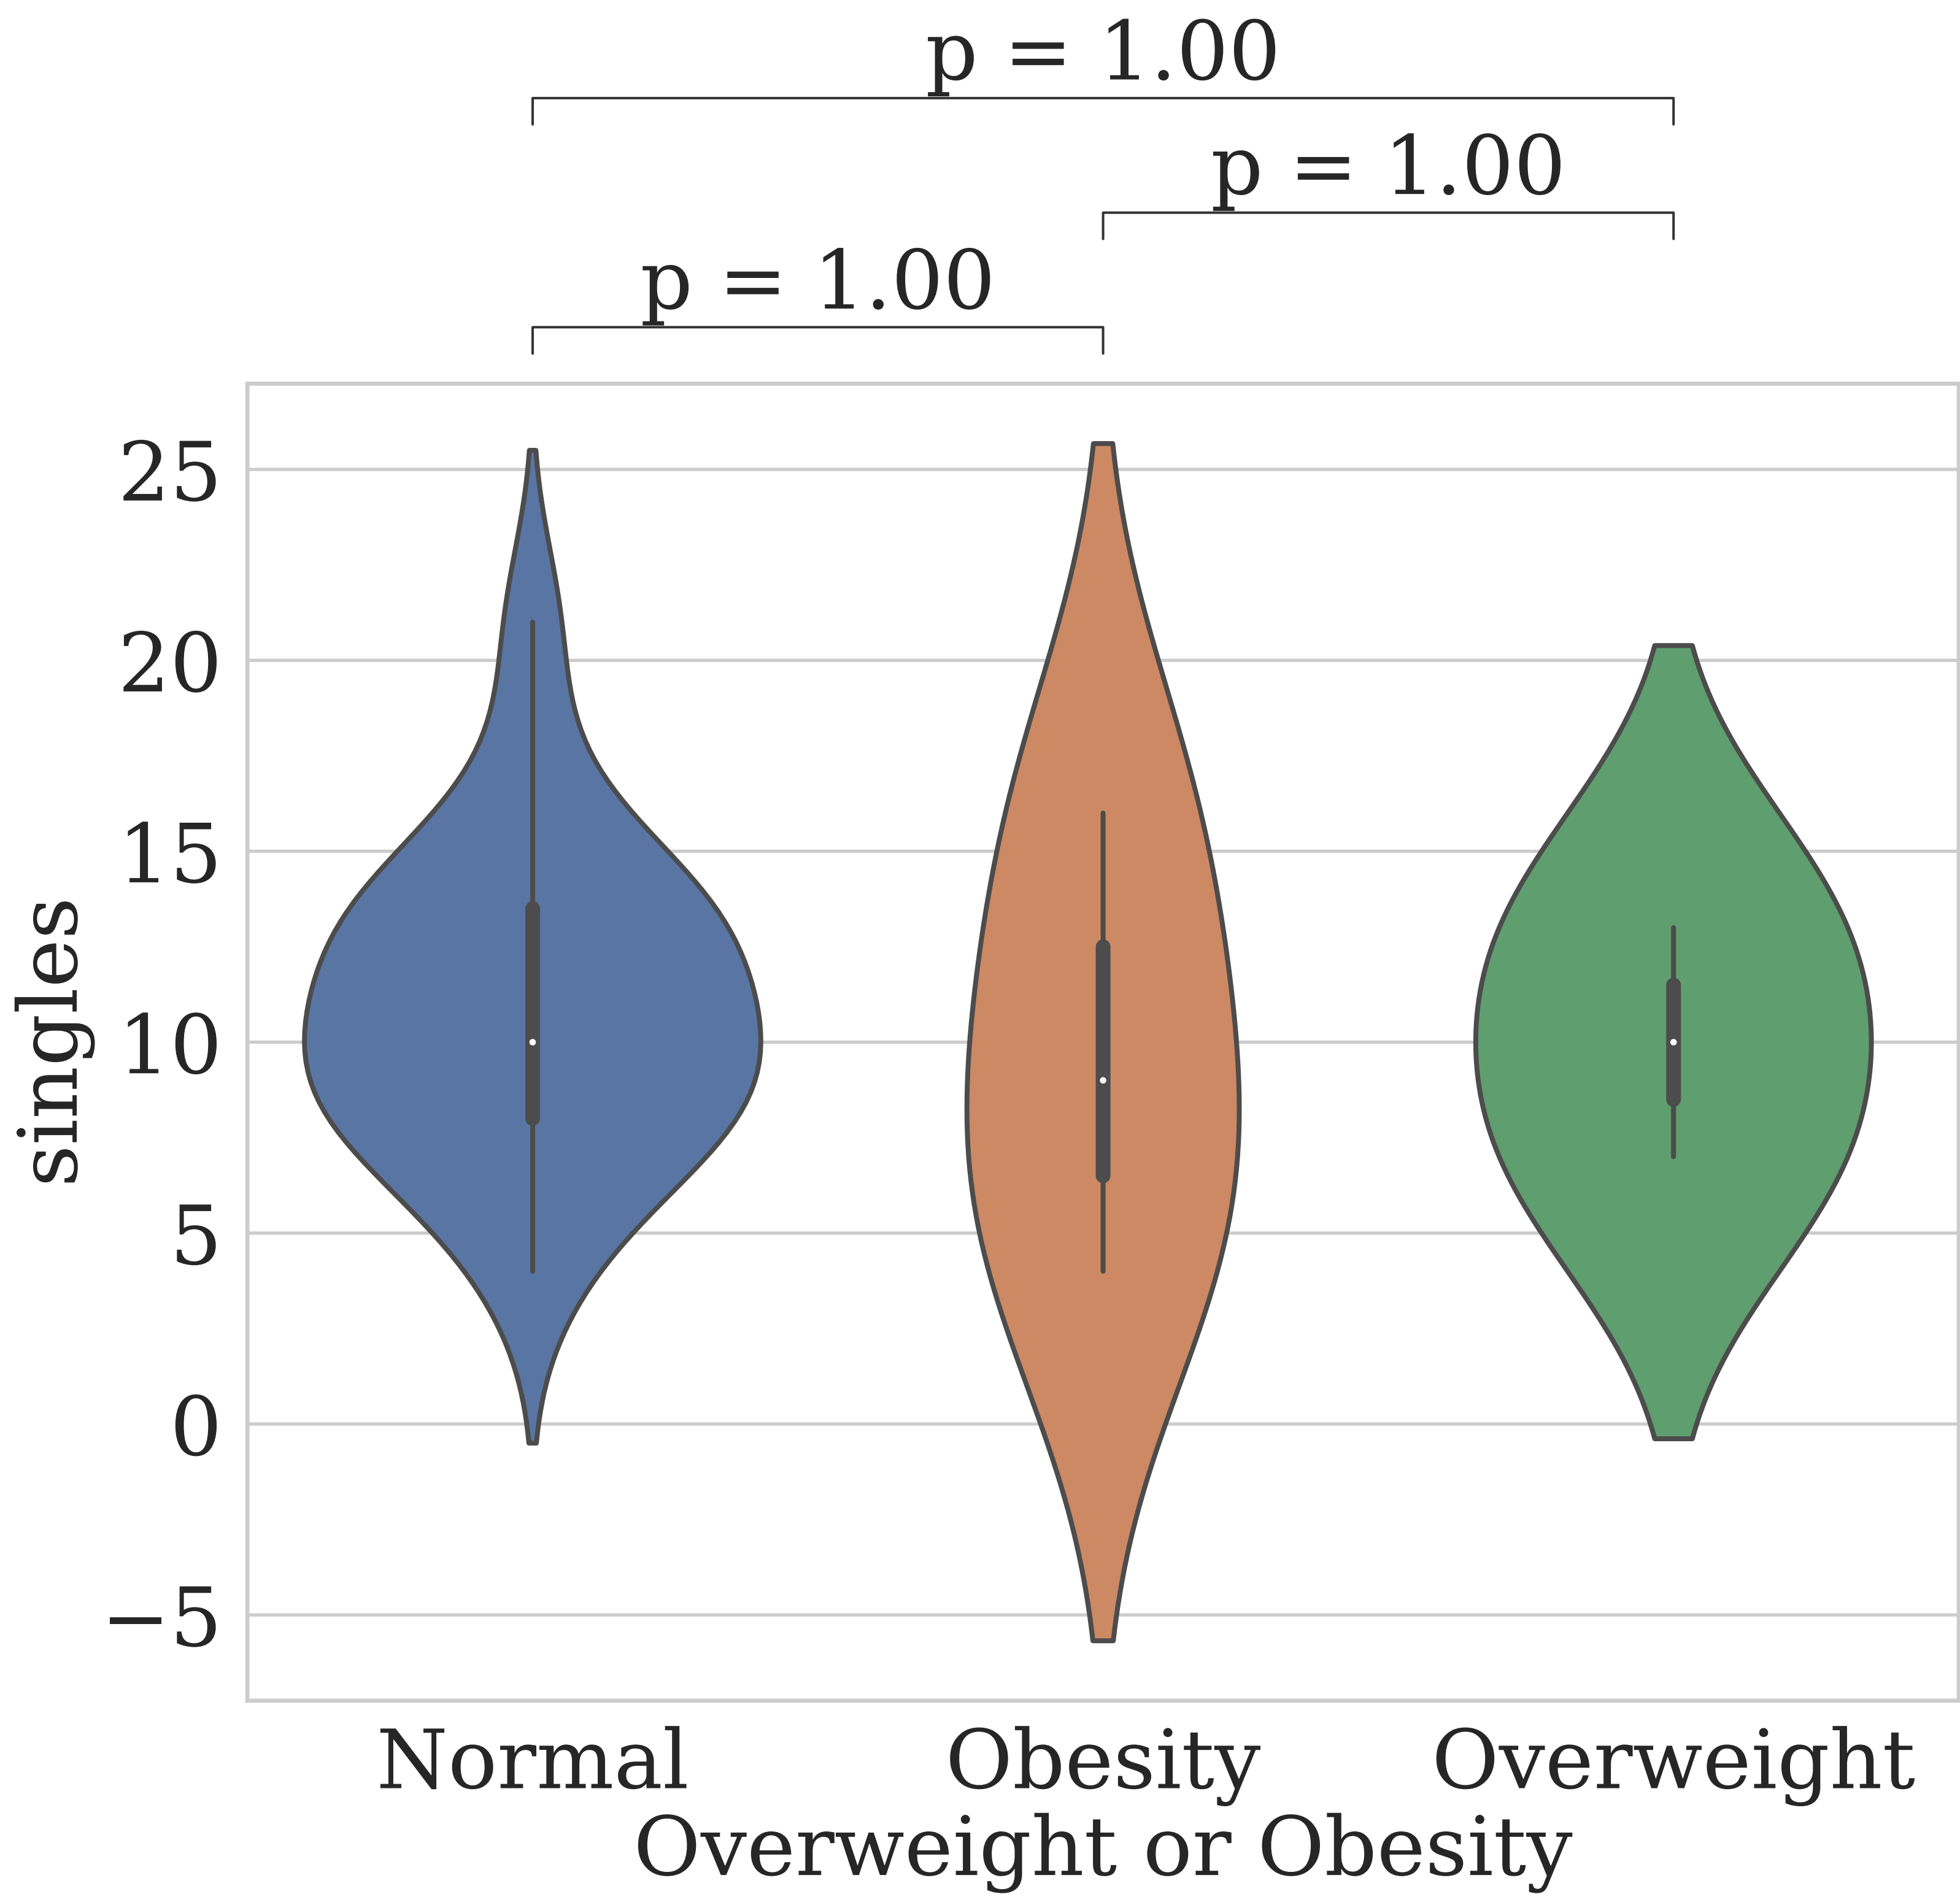 p = 1.00
p = 1.00
p = 1.00
25
20
15
10
5
0
−5
singles
Normal Obesity Overweight
Overweight or Obesity